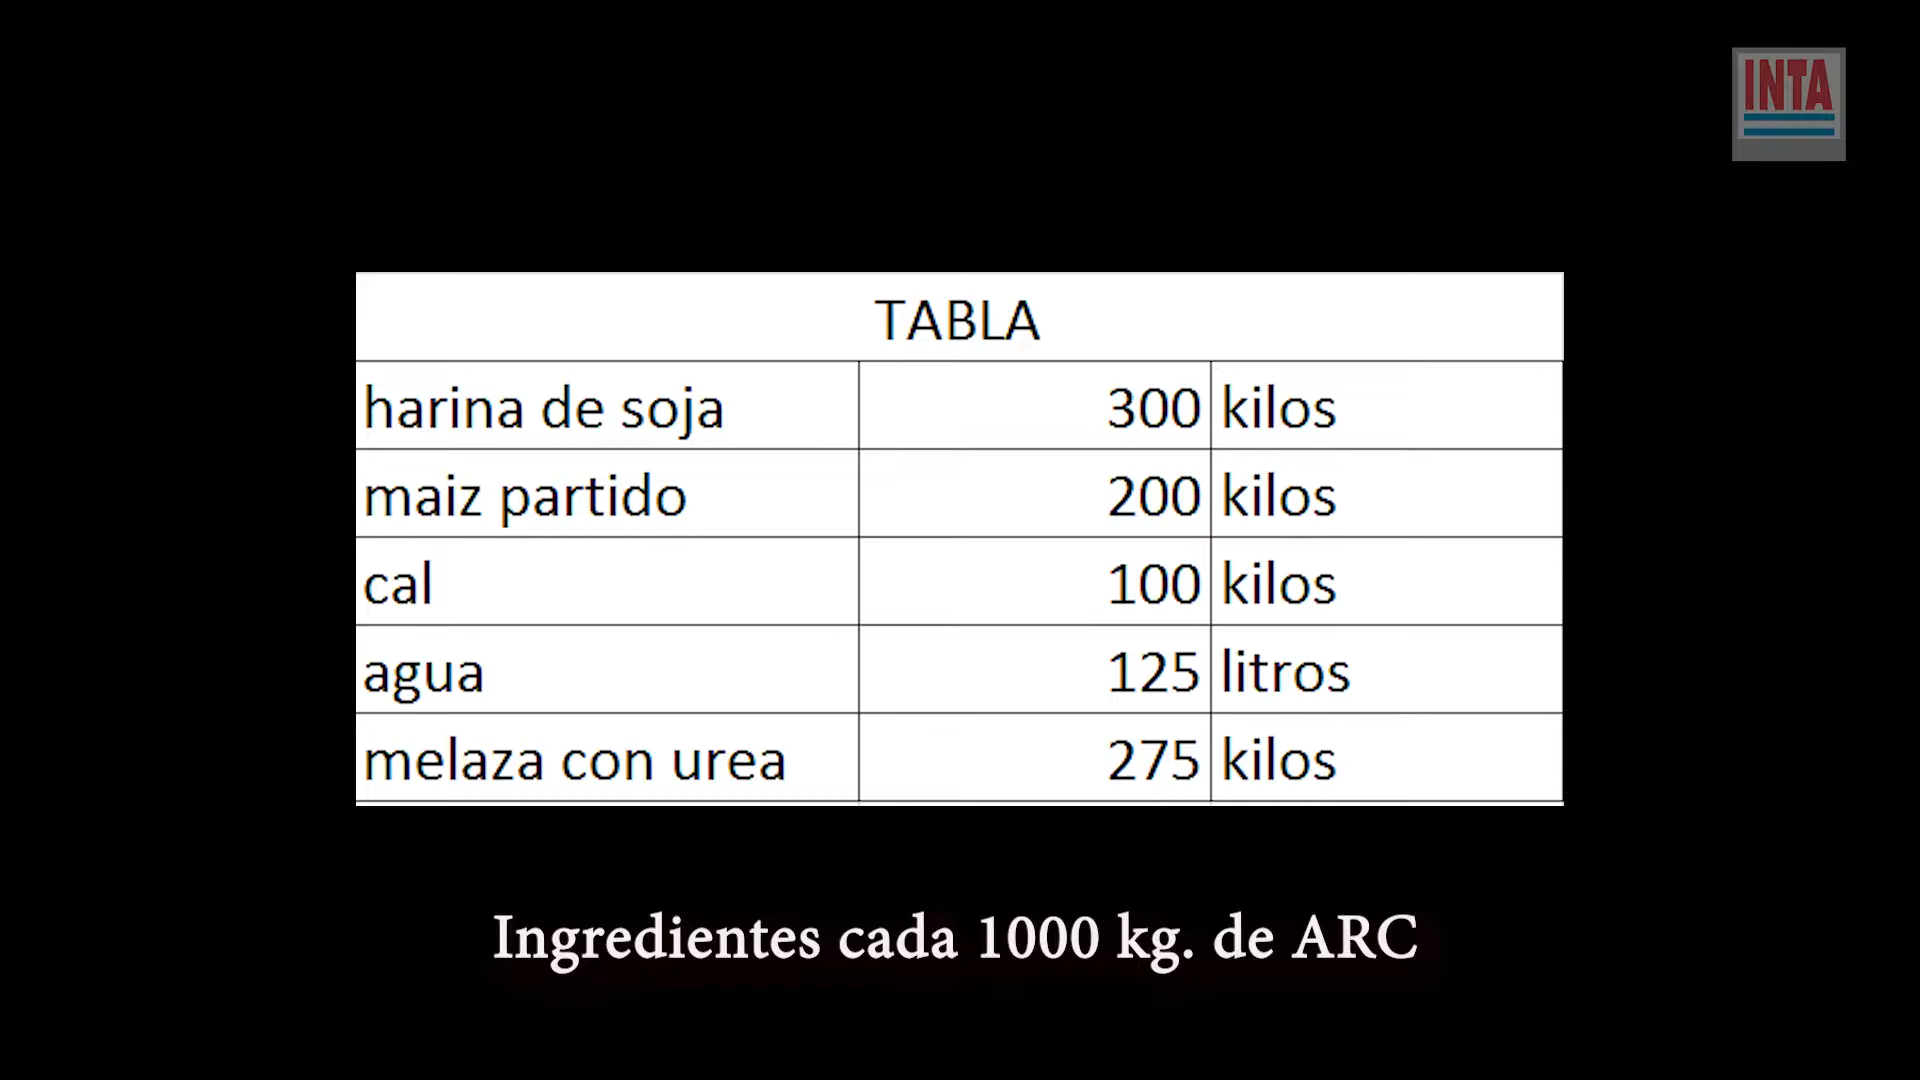 INTA
TABLA
harina de soja 300 kilos
maiz partido 200 kilos
cal 100 kilos
agua 125 litros
melaza con urea 275 kilos
Ingredientes cada 1000 kg. de ARC